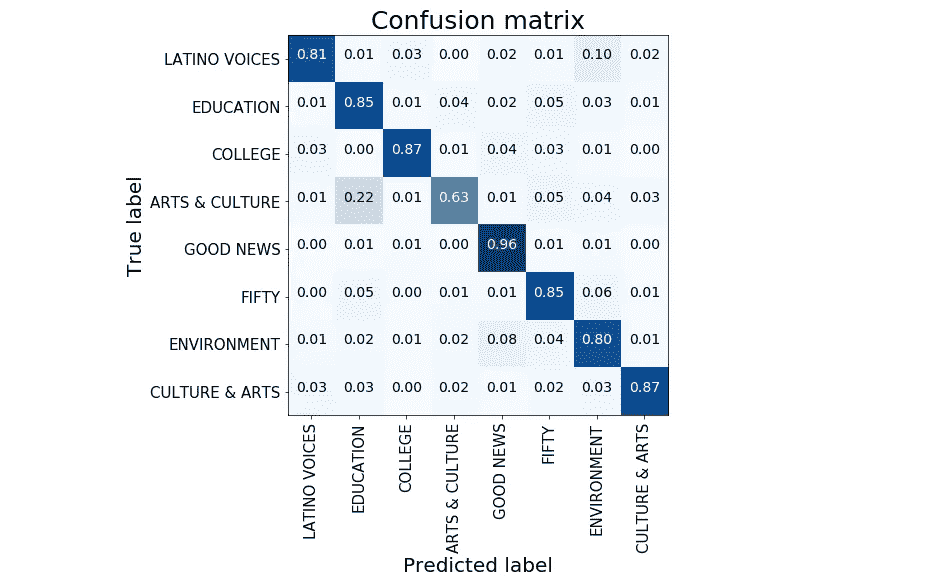 Confusion matrix
LATINO VOICES 0.81 0.01 0.03 0.00 0.02 0.01 0.10 0.02
EDUCATION 0.01 0.85 0.01 0.04 0.02 0.05 0.03 0.01
COLLEGE 0.03 0.00 0.87 0.01 0.04 0.03 0.01 0.00
ARTS & CULTURE 0.01 0.22 0.01 0.63 0.01 0.05 0.04 0.03
GOOD NEWS 0.00 0.01 0.01 0.00 0.96 0.01 0.01 0.00
FIFTY 0.00 0.05 0.00 0.01 0.01 0.85 0.06 0.01
ENVIRONMENT 0.01 0.02 0.01 0.02 0.08 0.04 0.80 0.01
CULTURE & ARTS 0.03 0.03 0.00 0.02 0.01 0.02 0.03 0.87
True label
LATINO VOICES
EDUCATION
COLLEGE
ARTS & CULTURE
GOOD NEWS
FIFTY
ENVIRONMENT
CULTURE & ARTS
Predicted label